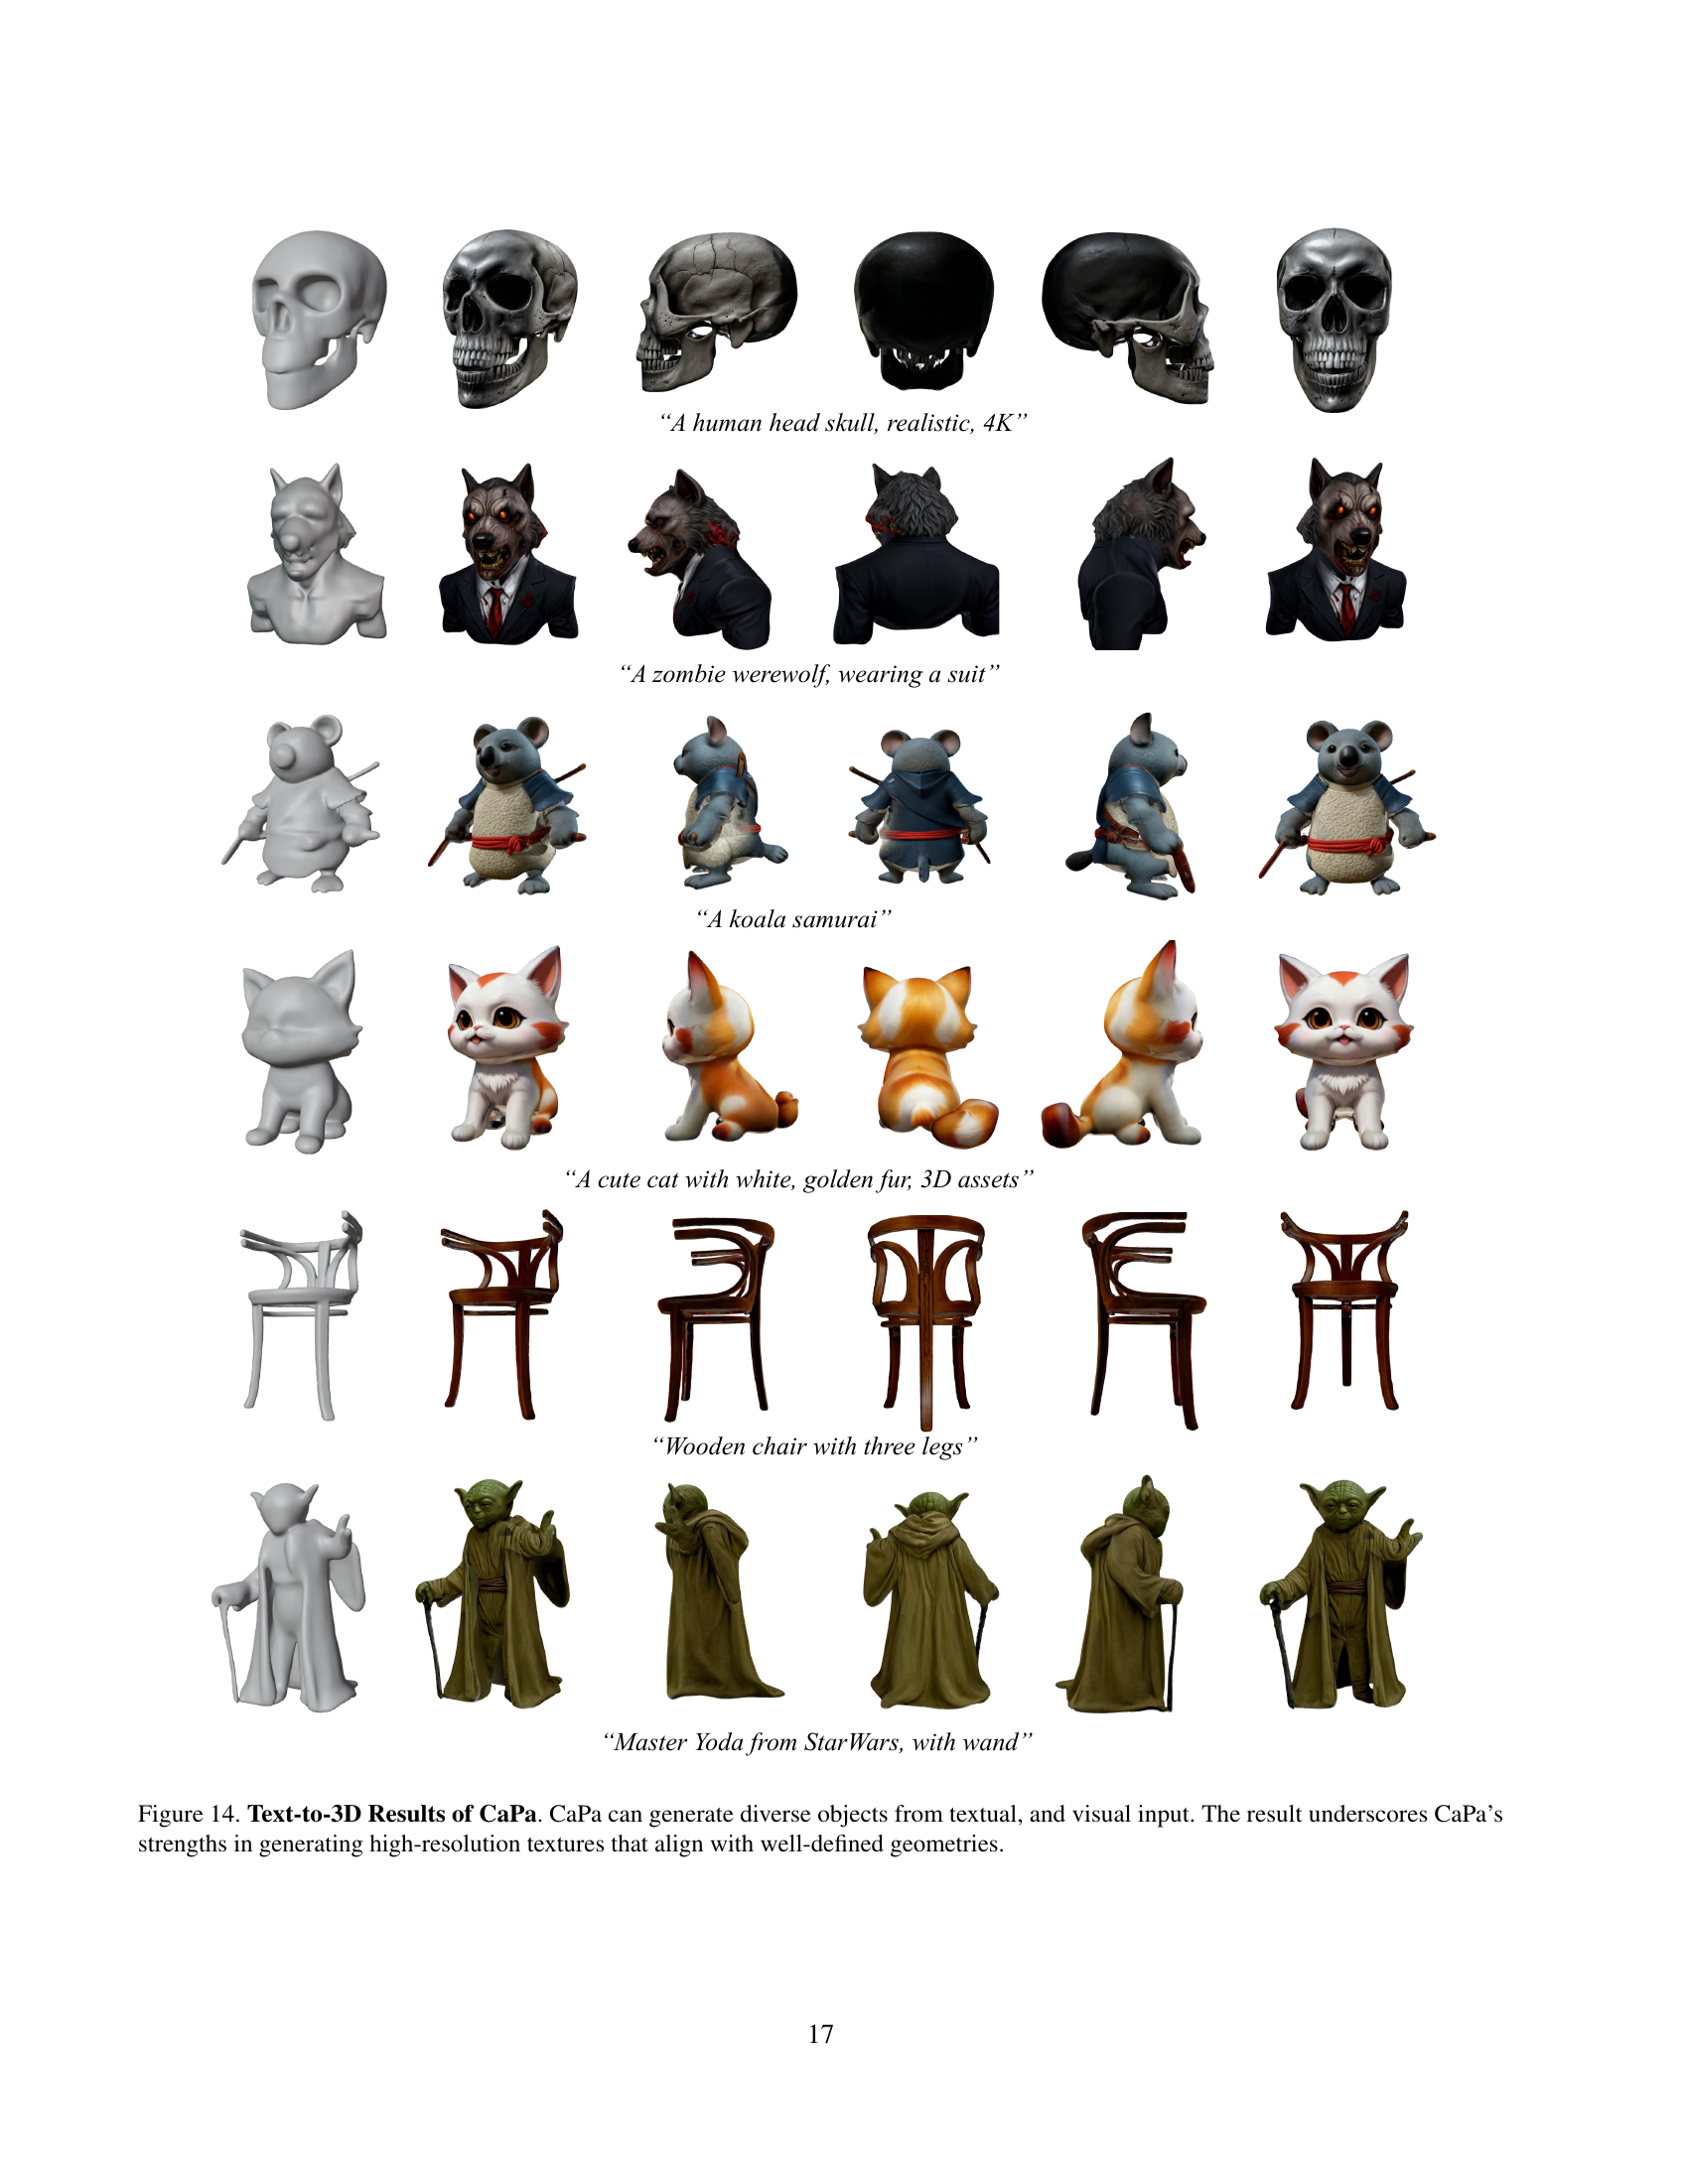 “A human head skull, realistic, 4K”
“A zombie werewolf, wearing a suit”
“A koala samurai”
“A cute cat with white, golden fur, 3D assets”
“Wooden chair with three legs”
“Master Yoda from StarWars, with wand”
Figure 14. Text-to-3D Results of CaPa. CaPa can generate diverse objects from textual, and visual input. The result underscores CaPa’s
strengths in generating high-resolution textures that align with well-defined geometries.
17